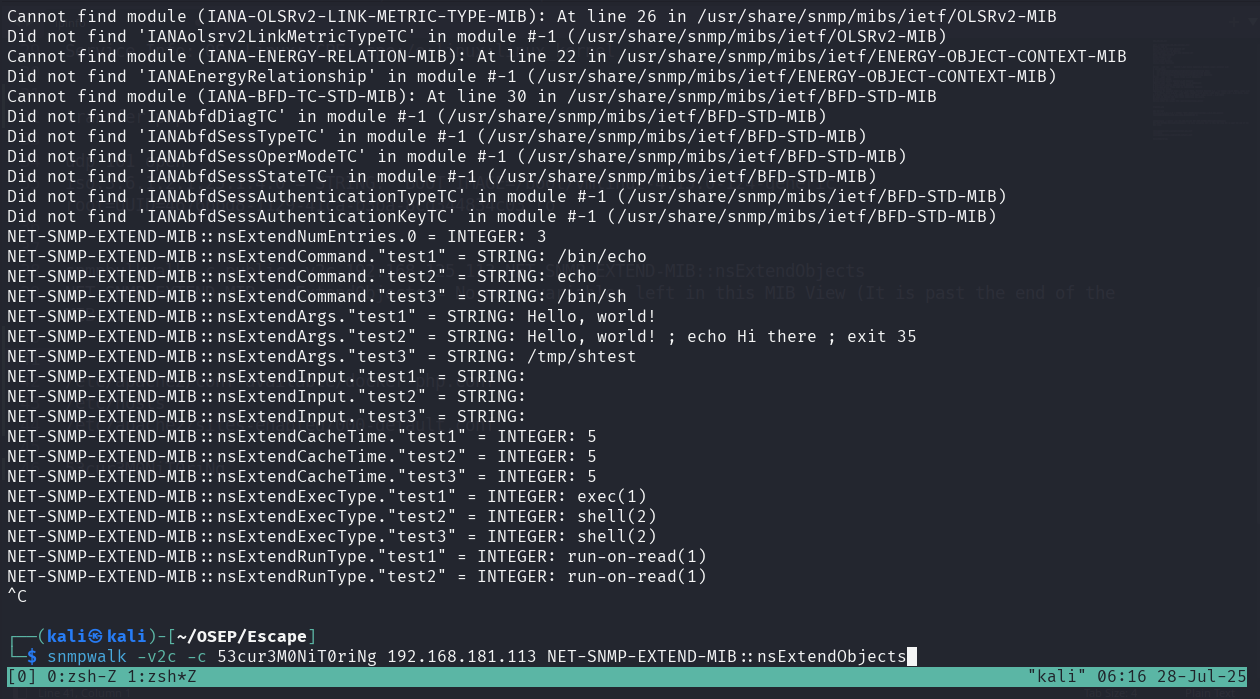 Cannot find module (IANA-OLSRv2-LINK-METRIC-TYPE-MIB): At line 26 in /usr/share/snmp/mibs/ietf/OLSRv2-MIB
Did not find 'IANAolsrv2LinkMetricTypeTC' in module #-1 (/usr/share/snmp/mibs/ietf/OLSRv2-MIB)
Cannot find module (IANA-ENERGY-RELATION-MIB): At line 22 in /usr/share/snmp/mibs/ietf/ENERGY-OBJECT-CONTEXT-MIB
Did not find 'IANAEnergyRelationship' in module #-1 (/usr/share/snmp/mibs/ietf/ENERGY-OBJECT-CONTEXT-MIB)
Cannot find module (IANA-BFD-TC-STD-MIB): At line 30 in /usr/share/snmp/mibs/ietf/BFD-STD-MIB
Did not find 'IANAbfdDiagTC' in module #-1 (/usr/share/snmp/mibs/ietf/BFD-STD-MIB)
Did not find 'IANAbfdSessTypeTC' in module #-1 (/usr/share/snmp/mibs/ietf/BFD-STD-MIB)
Did not find 'IANAbfdSessOperModeTC' in module #-1 (/usr/share/snmp/mibs/ietf/BFD-STD-MIB)
Did not find 'IANAbfdSessStateTC' in module #-1 (/usr/share/snmp/mibs/ietf/BFD-STD-MIB)
Did not find 'IANAbfdSessAuthenticationTypeTC' in module #-1 (/usr/share/snmp/mibs/ietf/BFD-STD-MIB)
Did not find 'IANAbfdSessAuthenticationKeyTC' in module #-1 (/usr/share/snmp/mibs/ietf/BFD-STD-MIB)
NET-SNMP-EXTEND-MIB::nsExtendNumEntries.0 = INTEGER: 3
NET-SNMP-EXTEND-MIB::nsExtendCommand."test1" = STRING: /bin/echo
NET-SNMP-EXTEND-MIB::nsExtendCommand."test2" = STRING: echo
NET-SNMP-EXTEND-MIB::nsExtendCommand."test3" = STRING: /bin/sh
NET-SNMP-EXTEND-MIB::nsExtendArgs."test1" = STRING: Hello, world!
NET-SNMP-EXTEND-MIB::nsExtendArgs."test2" = STRING: Hello, world! ; echo Hi there ; exit 35
NET-SNMP-EXTEND-MIB::nsExtendArgs."test3" = STRING: /tmp/shtest
NET-SNMP-EXTEND-MIB::nsExtendInput."test1" = STRING:
NET-SNMP-EXTEND-MIB::nsExtendInput."test2" = STRING:
NET-SNMP-EXTEND-MIB::nsExtendInput."test3" = STRING:
NET-SNMP-EXTEND-MIB::nsExtendCacheTime."test1" = INTEGER: 5
NET-SNMP-EXTEND-MIB::nsExtendCacheTime."test2" = INTEGER: 5
NET-SNMP-EXTEND-MIB::nsExtendCacheTime."test3" = INTEGER: 5
NET-SNMP-EXTEND-MIB::nsExtendExecType."test1" = INTEGER: exec(1)
NET-SNMP-EXTEND-MIB::nsExtendExecType."test2" = INTEGER: shell(2)
NET-SNMP-EXTEND-MIB::nsExtendExecType."test3" = INTEGER: shell(2)
NET-SNMP-EXTEND-MIB::nsExtendRunType."test1" = INTEGER: run-on-read(1)
NET-SNMP-EXTEND-MIB::nsExtendRunType."test2" = INTEGER: run-on-read(1)
^C
┌──(kali㉿kali)-[~/OSEP/Escape]
└─$ snmpwalk -v2c -c 53cur3M0NiT0riNg 192.168.181.113 NET-SNMP-EXTEND-MIB::nsExtendObjects
[0] 0:zsh-Z 1:zsh*Z "kali" 06:16 28-Jul-25